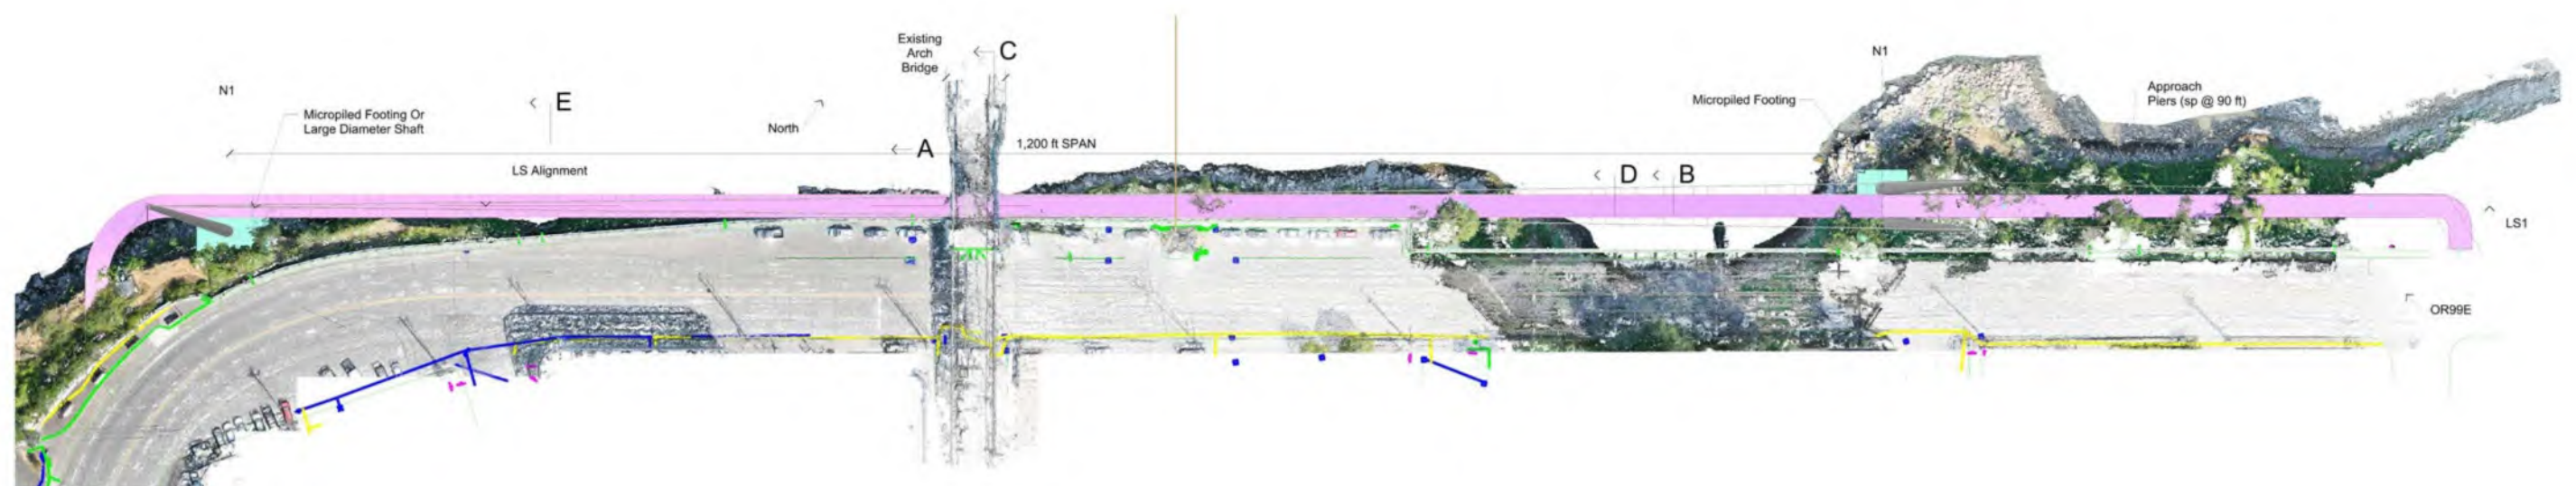 Existing
Arch
Bridge
C
N1
N1
E
Micropiled Footing Or
Large Diameter Shaft
Approach
Piers (sp @ 90 ft)
Micropiled Footing
North
A
1,200 ft SPAN
LS Alignment
D
B
LS1
OR99E